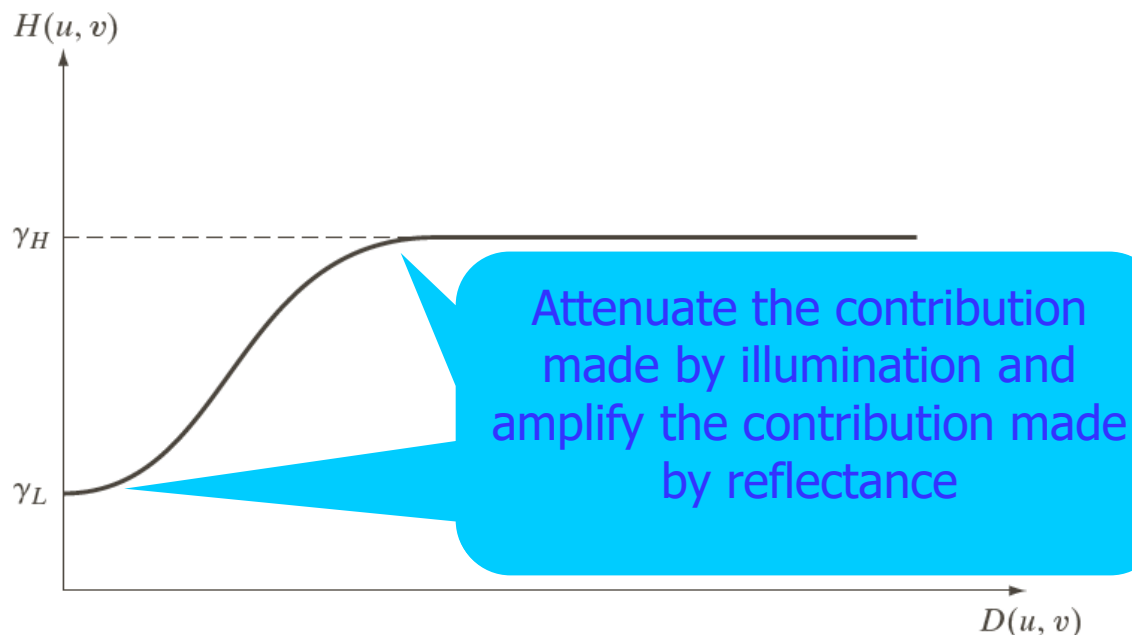 H(u, v)
γH
Attenuate the contribution
made by illumination and
amplify the contribution made
by reflectance
γL
D(u, v)